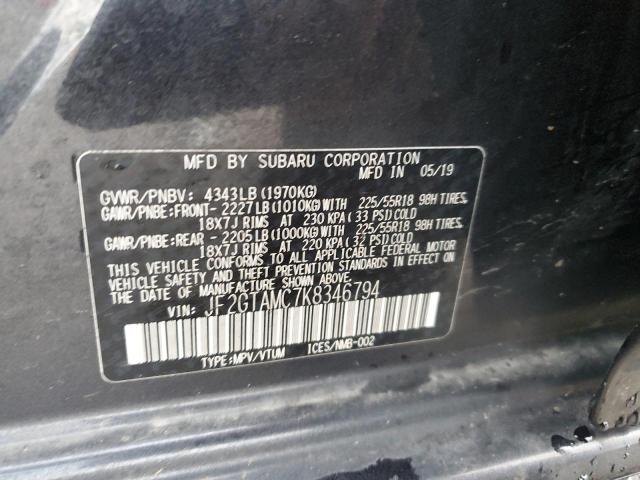 MFD BY SUBARU CORPORATION
MFD IN 05/19
GVWR/PNBV: 4343LB(1970KG)
GAWR/PNBE:FRONT-2227LB(1010KG)WITH 225/55R18 98H TIRES,
18X7J RIMS AT 230 KPA(33 PSI)COLD
GAWR/PNBE:REAR -2205LB(1000KG)WITH 225/55R18 98H TIRES,
18X7J RIMS AT 220 KPA(32 PSI)COLD
THIS VEHICLE CONFORMS TO ALL APPLICABLE FEDERAL MOTOR
VEHICLE SAFETY AND THEFT PREVENTION STANDARDS IN EFFECT
ON THE DATE OF MANUFACTURE SHOWN ABOVE.
VIN: JF2GTAMC7K8346794
TYPE:MPV/VTUM ICES/NMB-002